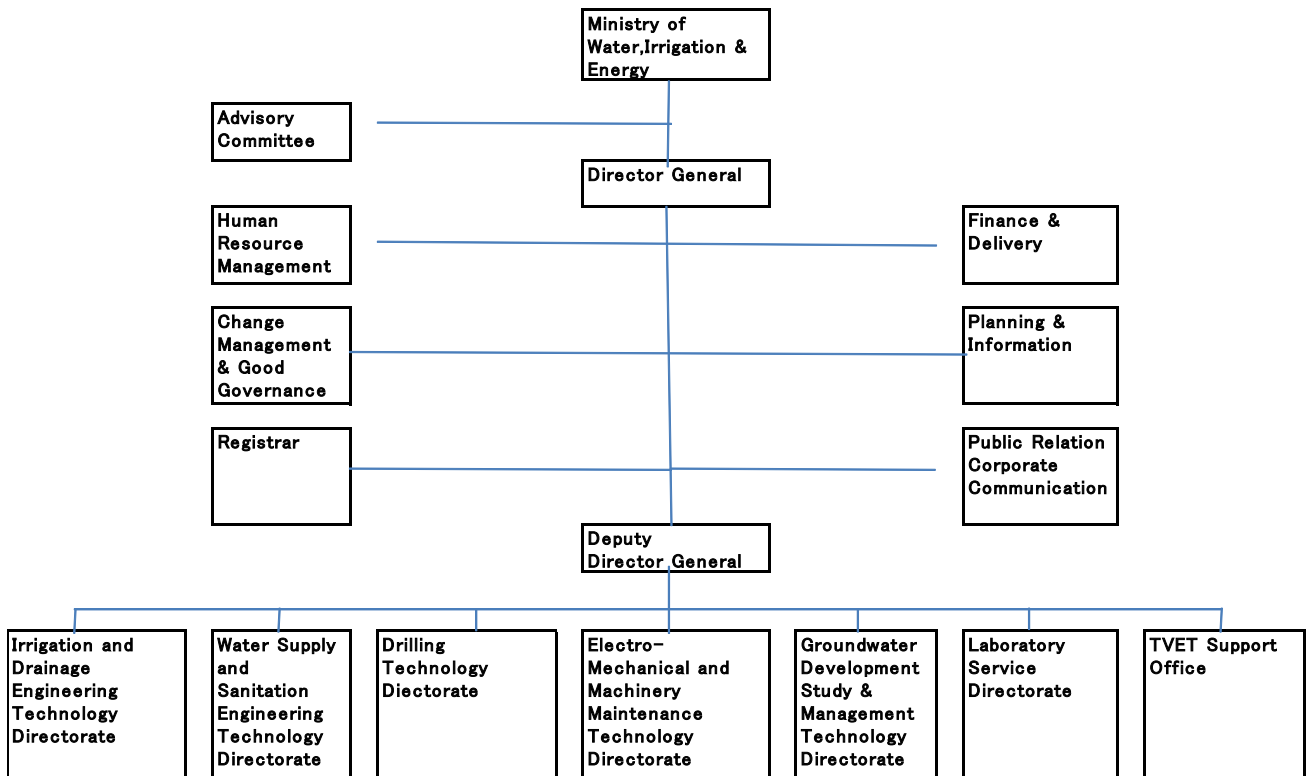 Ministry of
Water,Irrigation &
Energy
Advisory
Committee
Director General
Human
Resource
Management
Finance &
Delivery
Change
Management
& Good
Governance
Planning &
Information
Registrar
Public Relation
Corporate
Communication
Deputy
Director General
Irrigation and
Drainage
Engineering
Technology
Directorate
Water Supply
and
Sanitation
Engineering
Technology
Directorate
Drilling
Technology
Diectorate
Electro-
Mechanical and
Machinery
Maintenance
Technology
Directorate
Groundwater
Development
Study &
Management
Technology
Directorate
Laboratory
Service
Directorate
TVET Support
Office